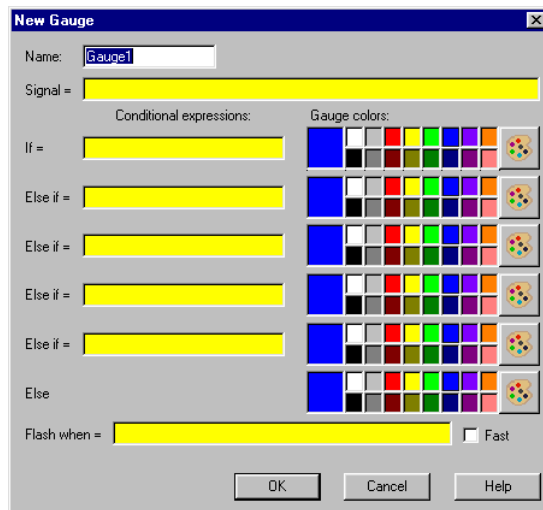 New Gauge
Name: Gauge1
Signal =
Conditional expressions: Gauge colors:
If =
Else if =
Else if =
Else if =
Else if =
Else
Flash when = Fast
OK Cancel Help